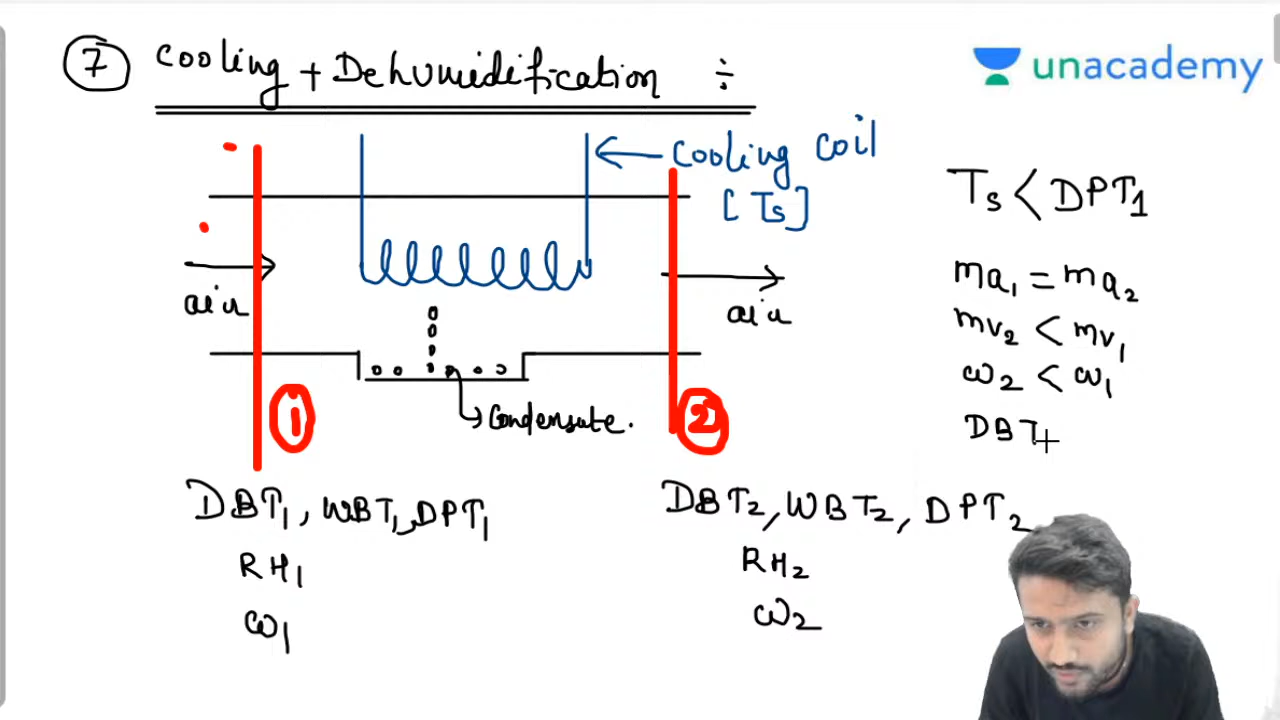 7 Cooling + Dehumidification ÷
unacademy
← Cooling coil
[Ts]
Ts < DPT1
air
air
ma1 = ma2
mv2 < mv1
ω2 < ω1
DBT
1
2
Condensate.
DBT1, WBT1, DPT1
RH1
ω1
DBT2, WBT2, DPT2
RH2
ω2